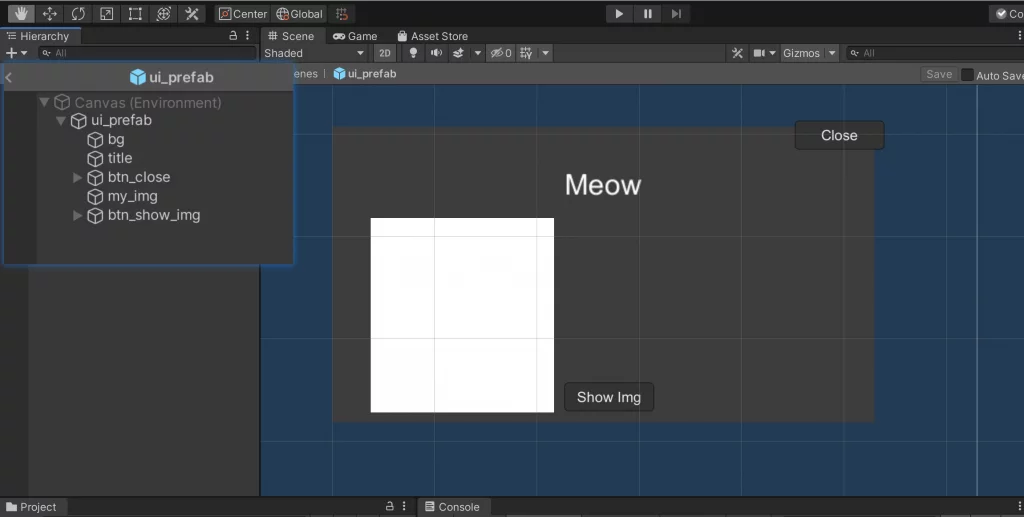 Center Global
Co
Hierarchy
Scene Game Asset Store
All
Shaded 2D 0 Gizmos All
ui_prefab
enes ui_prefab Save Auto Save
Canvas (Environment)
ui_prefab
bg
title
btn_close
my_img
btn_show_img
Close
Meow
Show Img
Project Console